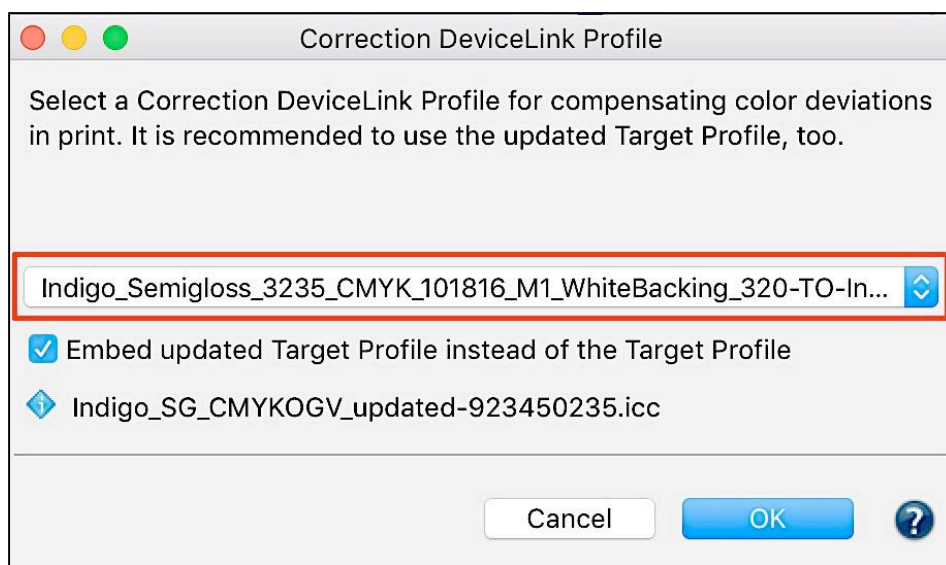 Correction DeviceLink Profile
Select a Correction DeviceLink Profile for compensating color deviations
in print. It is recommended to use the updated Target Profile, too.
Indigo_Semigloss_3235_CMYK_101816_M1_WhiteBacking_320-TO-In...
Embed updated Target Profile instead of the Target Profile
Indigo_SG_CMYKOGV_updated-923450235.icc
Cancel OK ?